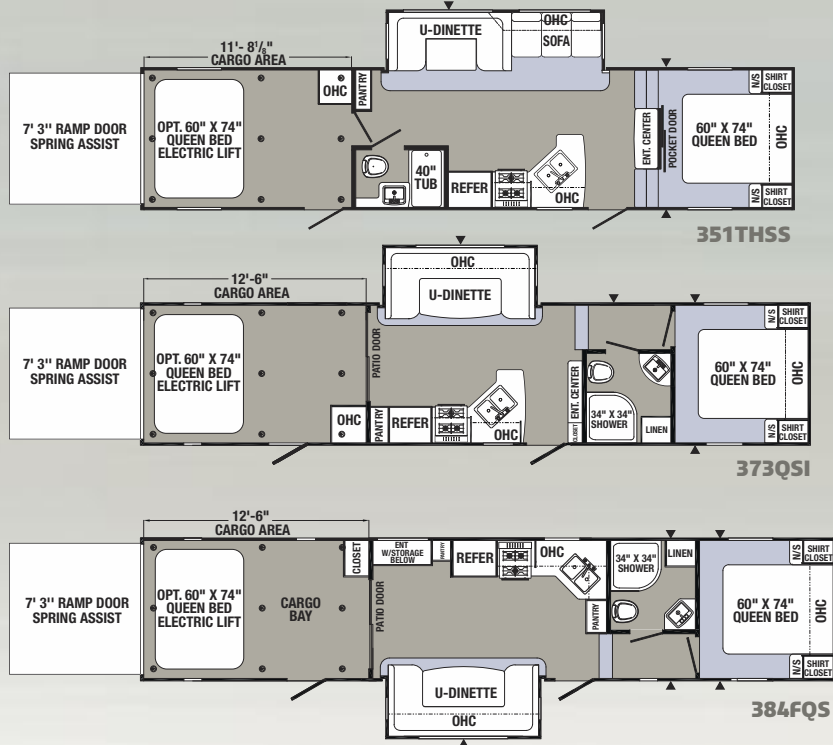 11'- 8⅛"
CARGO AREA
7' 3" RAMP DOOR
SPRING ASSIST
OPT. 60" X 74"
QUEEN BED
ELECTRIC LIFT
OHC
PANTRY
U-DINETTE
OHC
SOFA
40"
TUB
REFER
OHC
ENT. CENTER
POCKET DOOR
60" X 74"
QUEEN BED
N/S
SHIRT
CLOSET
OHC
N/S
SHIRT
CLOSET
351THSS
12'-6"
CARGO AREA
7' 3" RAMP DOOR
SPRING ASSIST
OPT. 60" X 74"
QUEEN BED
ELECTRIC LIFT
OHC
PATIO DOOR
OHC
U-DINETTE
PANTRY
REFER
OHC
ENT. CENTER
CLOSET
34" X 34"
SHOWER
LINEN
60" X 74"
QUEEN BED
N/S
SHIRT
CLOSET
OHC
N/S
SHIRT
CLOSET
373QSI
12'-6"
CARGO AREA
7' 3" RAMP DOOR
SPRING ASSIST
OPT. 60" X 74"
QUEEN BED
ELECTRIC LIFT
CARGO
BAY
CLOSET
PATIO DOOR
ENT
W/STORAGE
BELOW
PANTRY
REFER
OHC
PANTRY
U-DINETTE
OHC
34" X 34"
SHOWER
LINEN
60" X 74"
QUEEN BED
N/S
SHIRT
CLOSET
OHC
N/S
SHIRT
CLOSET
384FQS